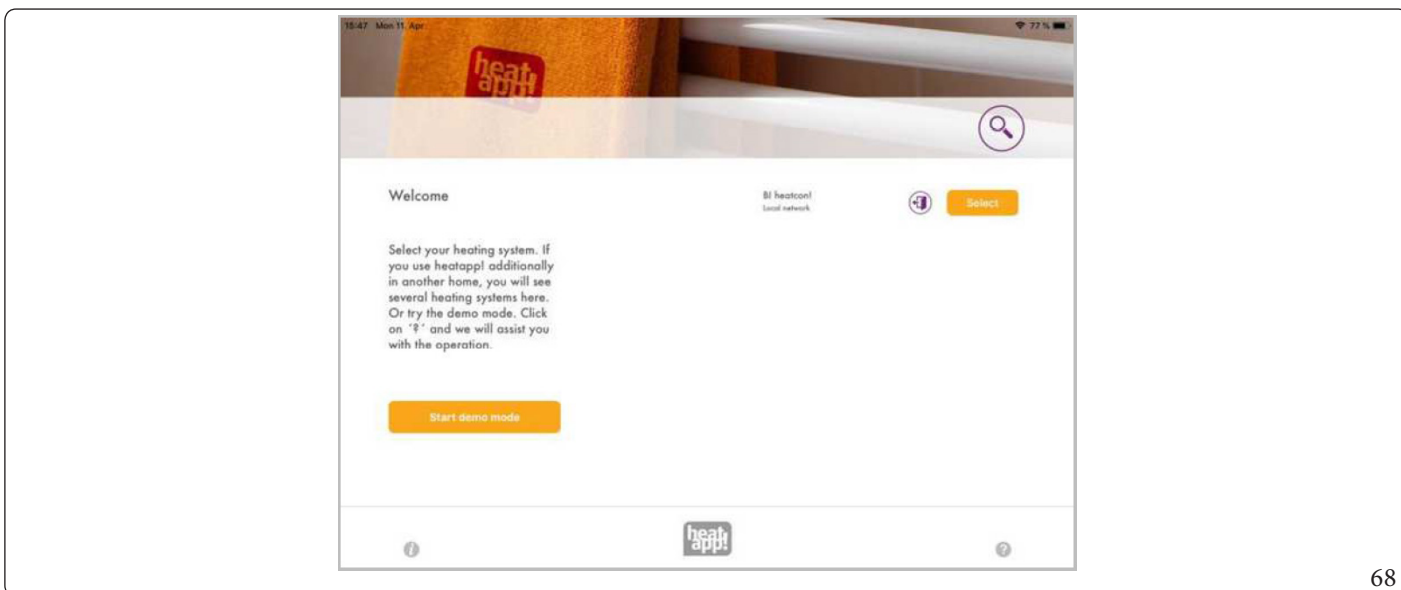 15:47 Mon 11. Apr
77 %
heat
app!
Welcome
BI heatcon!
Local network
Select
Select your heating system. If
you use heatapp! additionally
in another home, you will see
several heating systems here.
Or try the demo mode. Click
on ´?´ and we will assist you
with the operation.
Start demo mode
i
heat
app!
?
68